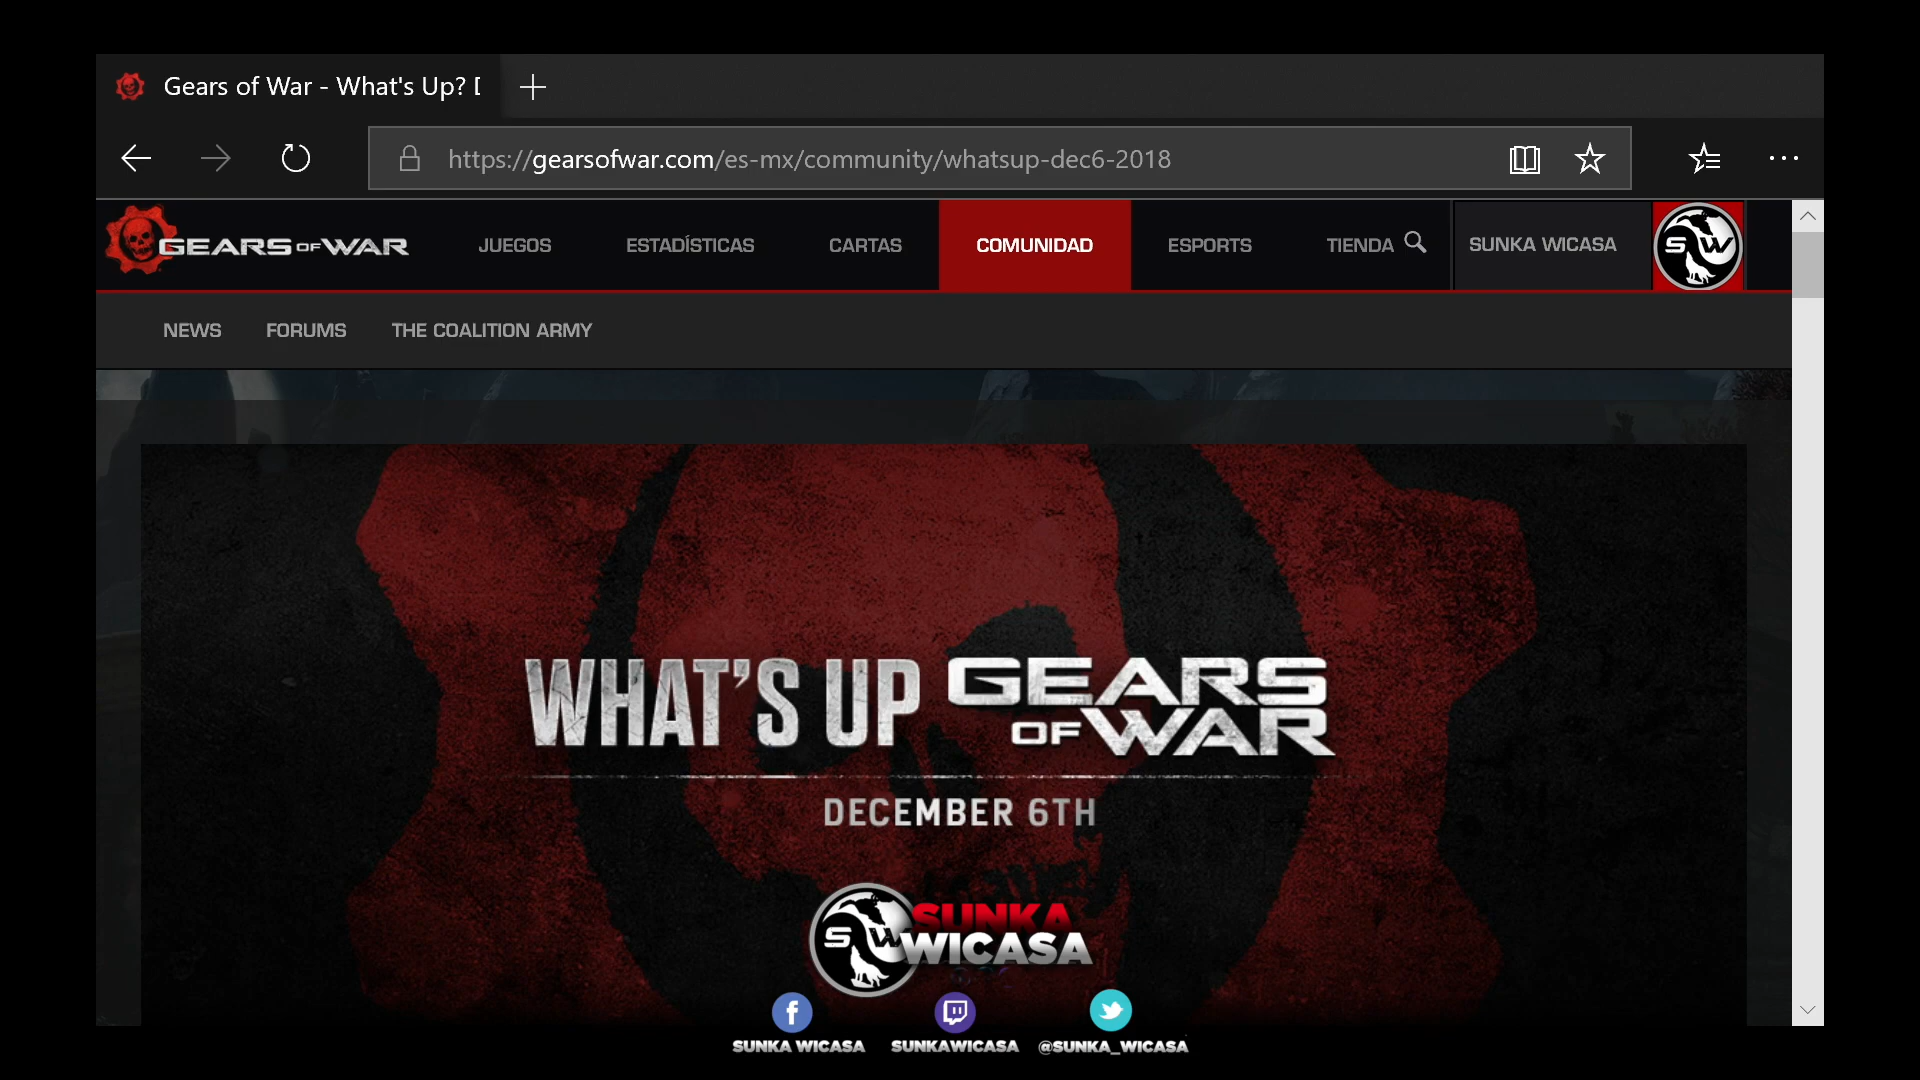 Gears of War - What's Up? D
https://gearsofwar.com/es-mx/community/whatsup-dec6-2018
GEARS OF WAR
JUEGOS
ESTADÍSTICAS
CARTAS
COMUNIDAD
ESPORTS
TIENDA
SUNKA WICASA
SW
NEWS
FORUMS
THE COALITION ARMY
WHAT'S UP GEARS
OF WAR
DECEMBER 6TH
SW
SUNKA
WICASA
SUNKA WICASA
SUNKAWICASA
@SUNKA_WICASA